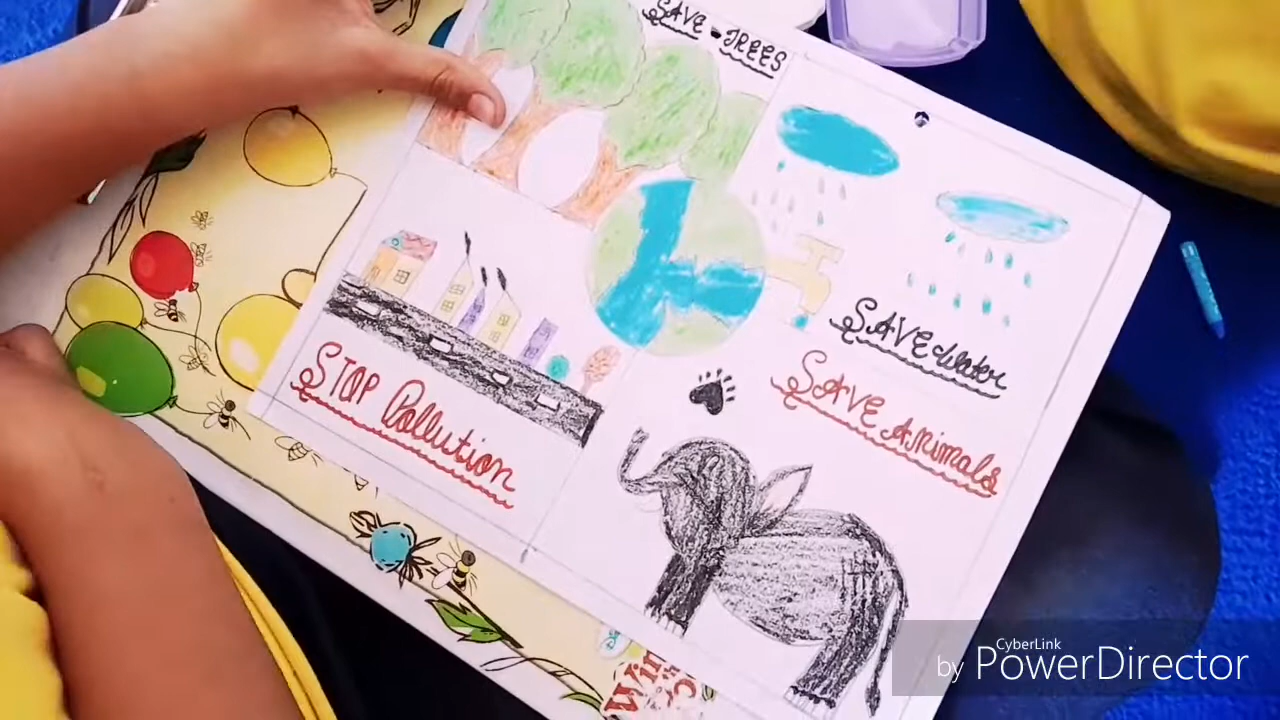 SAVE - TREES
SAVE Water
SAVE ANimals
STOP Pollution
CyberLink
by PowerDirector